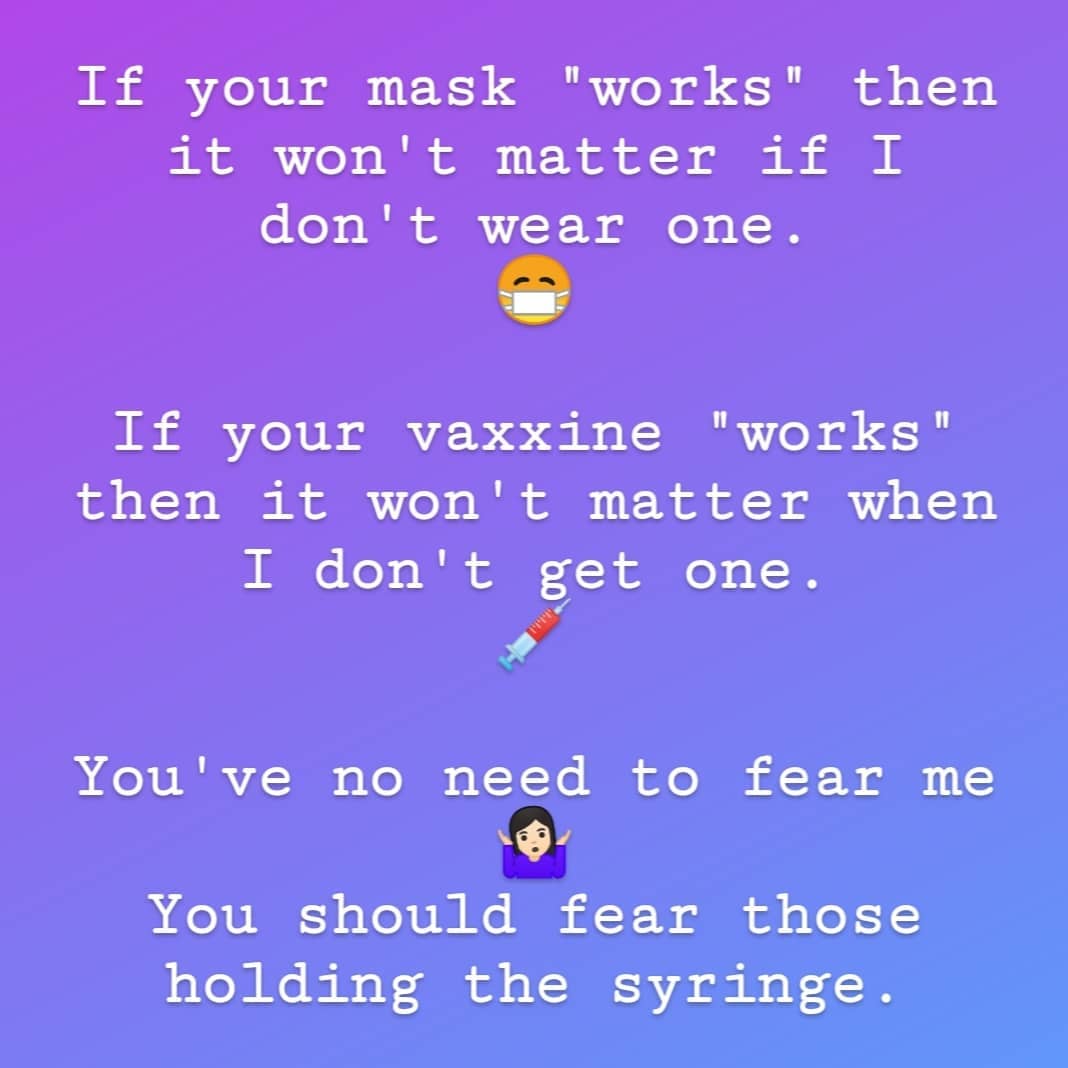 If your mask "works" then
it won't matter if I
don't wear one.
If your vaxxine "works"
then it won't matter when
I don't get one.
You've no need to fear me
You should fear those
holding the syringe.